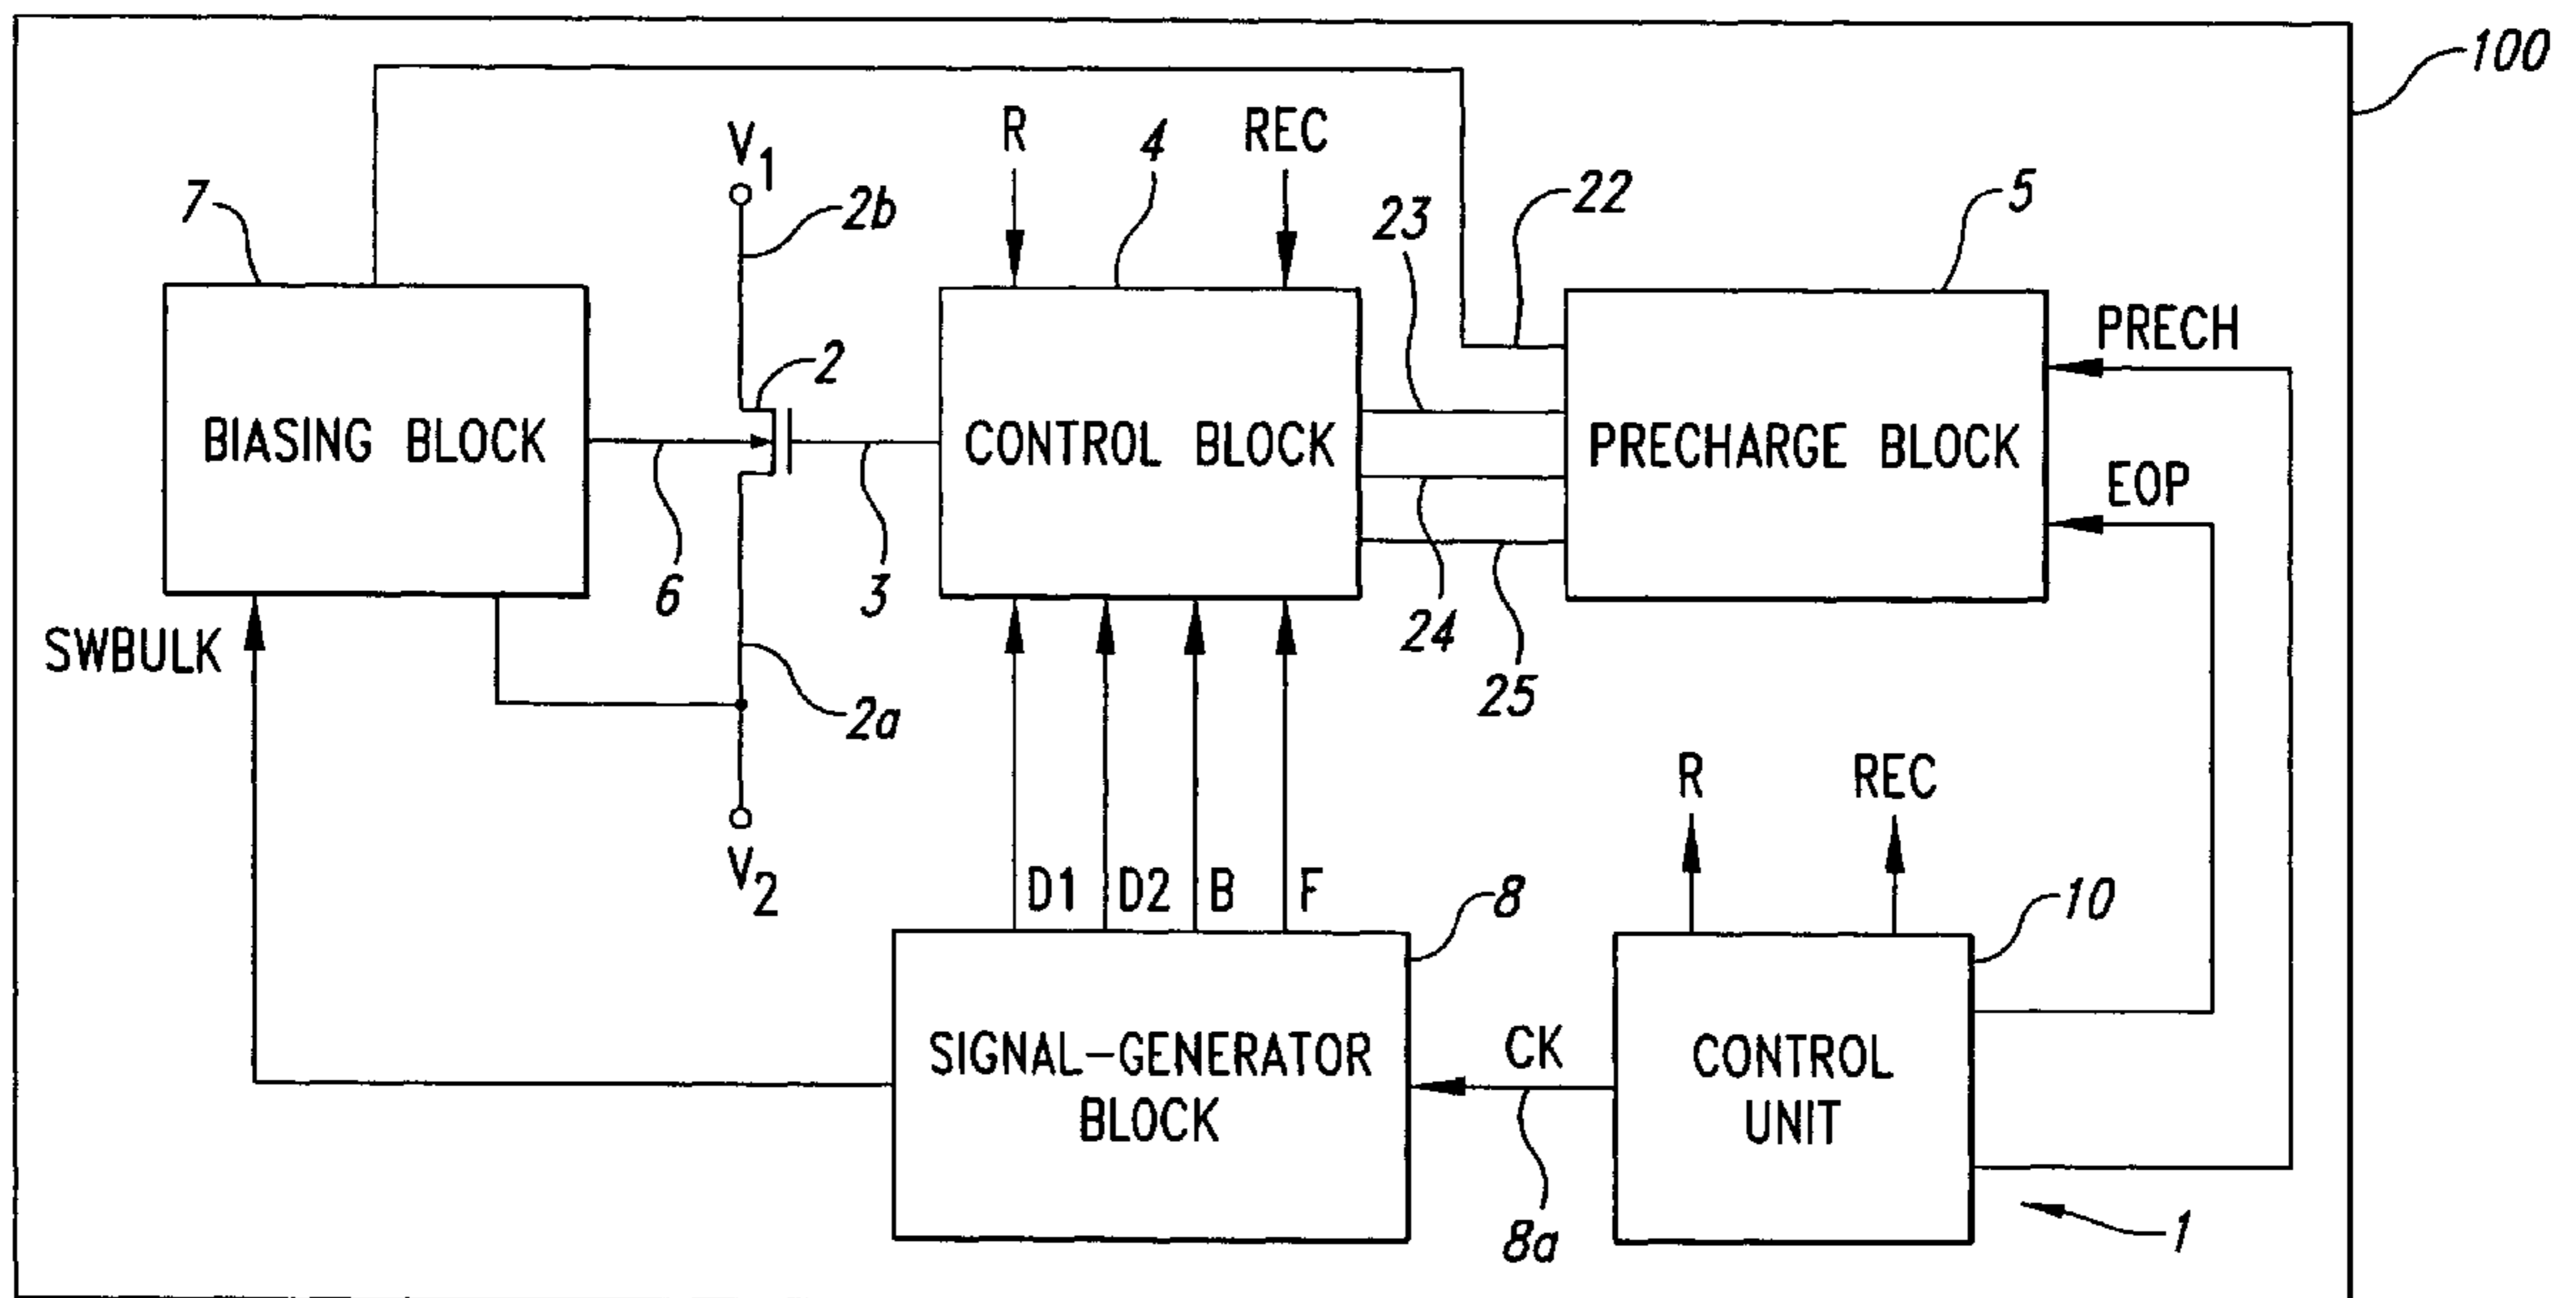 100
R
4
REC
V1
7
2b
23
22
5
PRECH
2
BIASING BLOCK
CONTROL BLOCK
PRECHARGE BLOCK
EOP
6
3
24
SWBULK
25
2a
R
REC
V2
D1
D2
B
F
8
10
SIGNAL-GENERATOR
BLOCK
CK
CONTROL
UNIT
8a
1